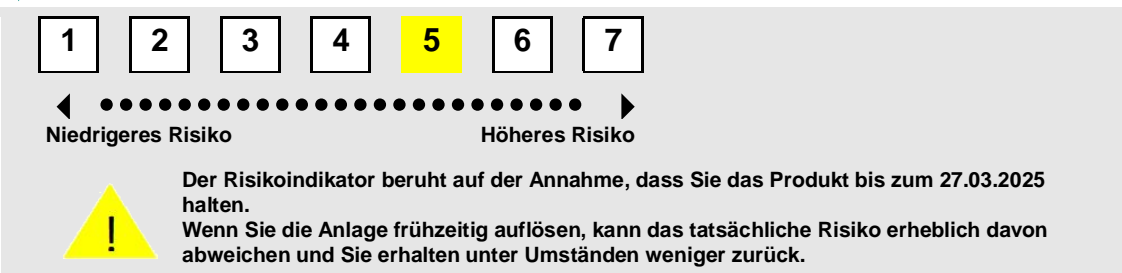 1 2 3 4 5 6 7
Niedrigeres Risiko Höheres Risiko
Der Risikoindikator beruht auf der Annahme, dass Sie das Produkt bis zum 27.03.2025
halten.
Wenn Sie die Anlage frühzeitig auflösen, kann das tatsächliche Risiko erheblich davon
abweichen und Sie erhalten unter Umständen weniger zurück.
!